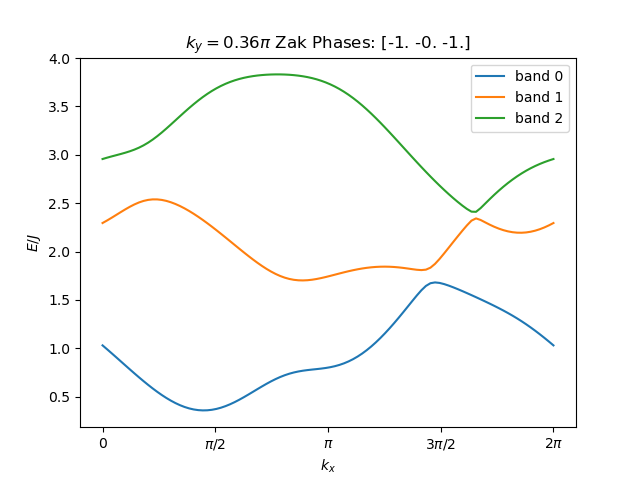 k_y = 0.36π Zak Phases: [-1. -0. -1.]
4.0
3.5
3.0
2.5
2.0
1.5
1.0
0.5
E/J
band 0
band 1
band 2
0 π/2 π 3π/2 2π
k_x